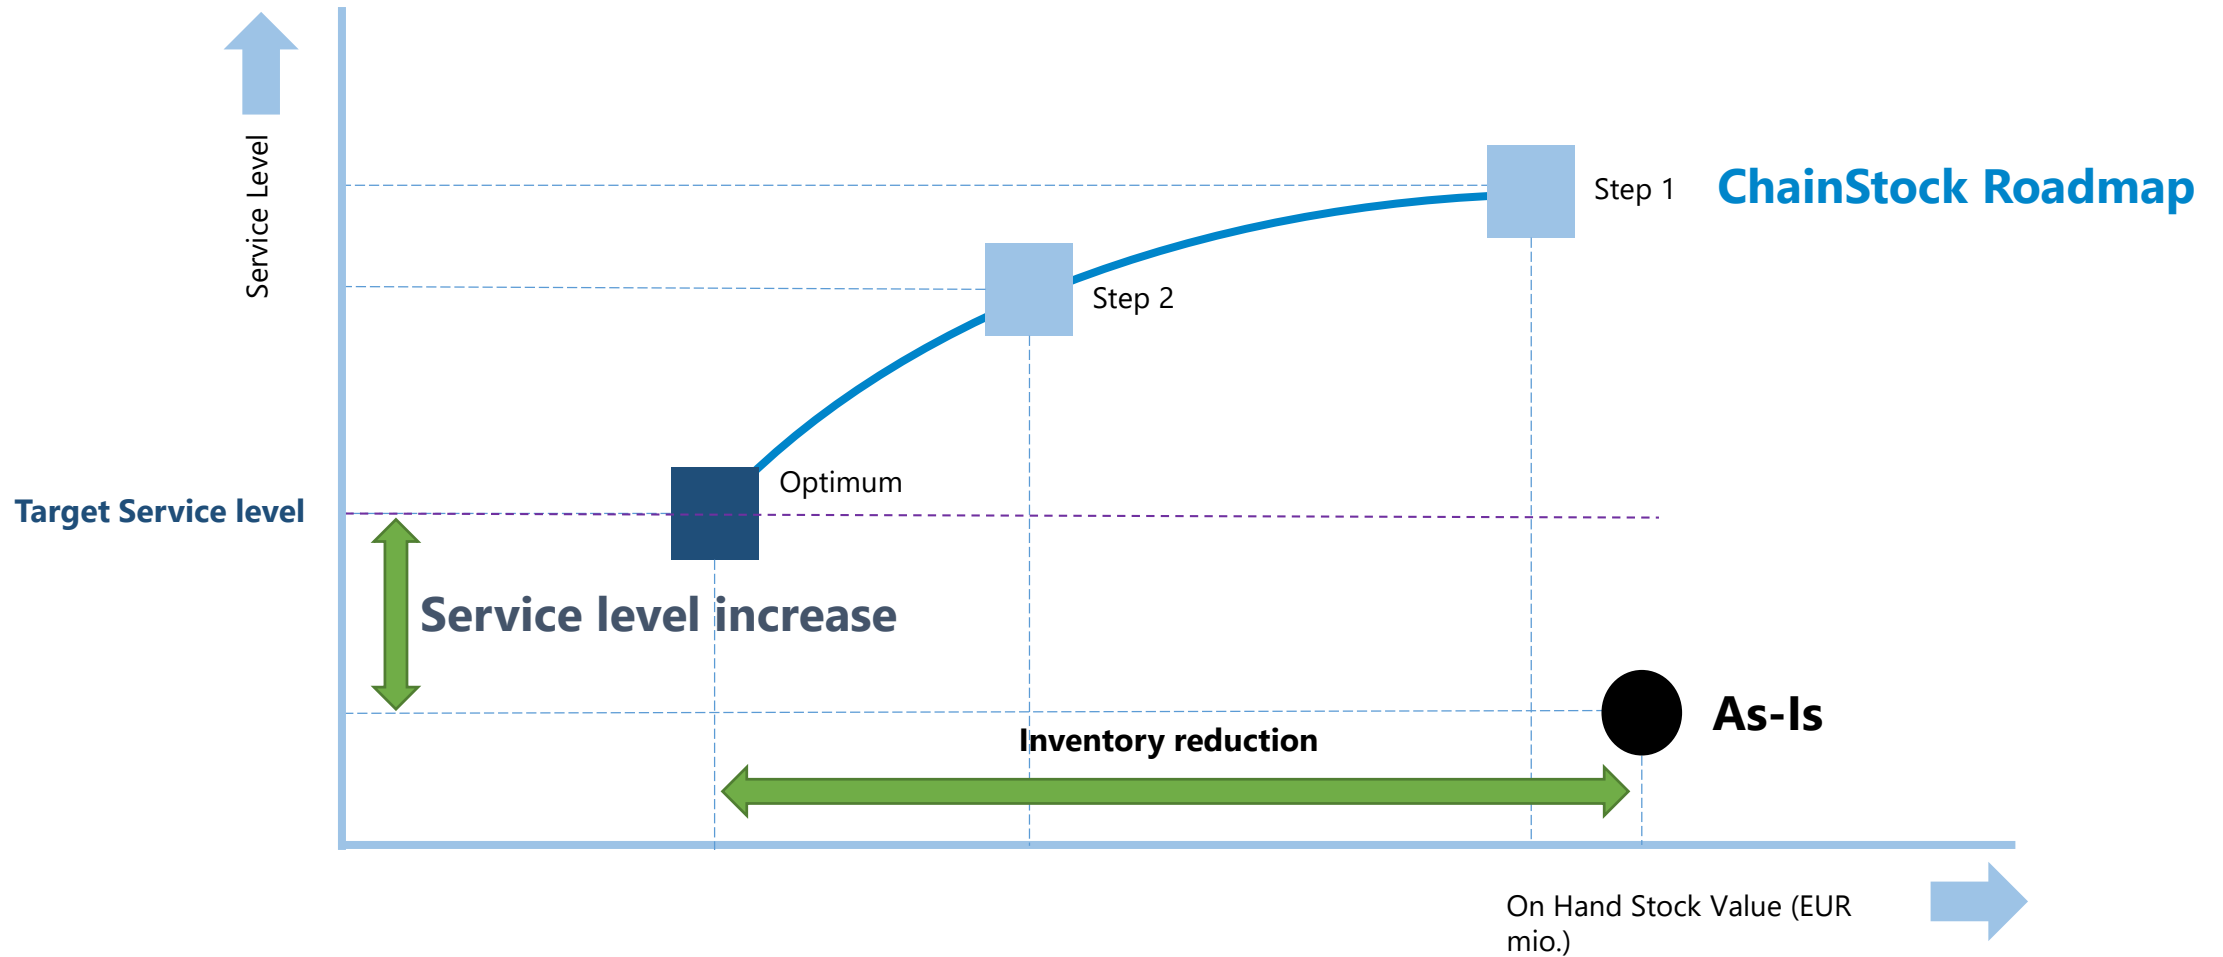 Service Level
Step 1
ChainStock Roadmap
Step 2
Optimum
Target Service level
Service level increase
As-Is
Inventory reduction
On Hand Stock Value (EUR
mio.)